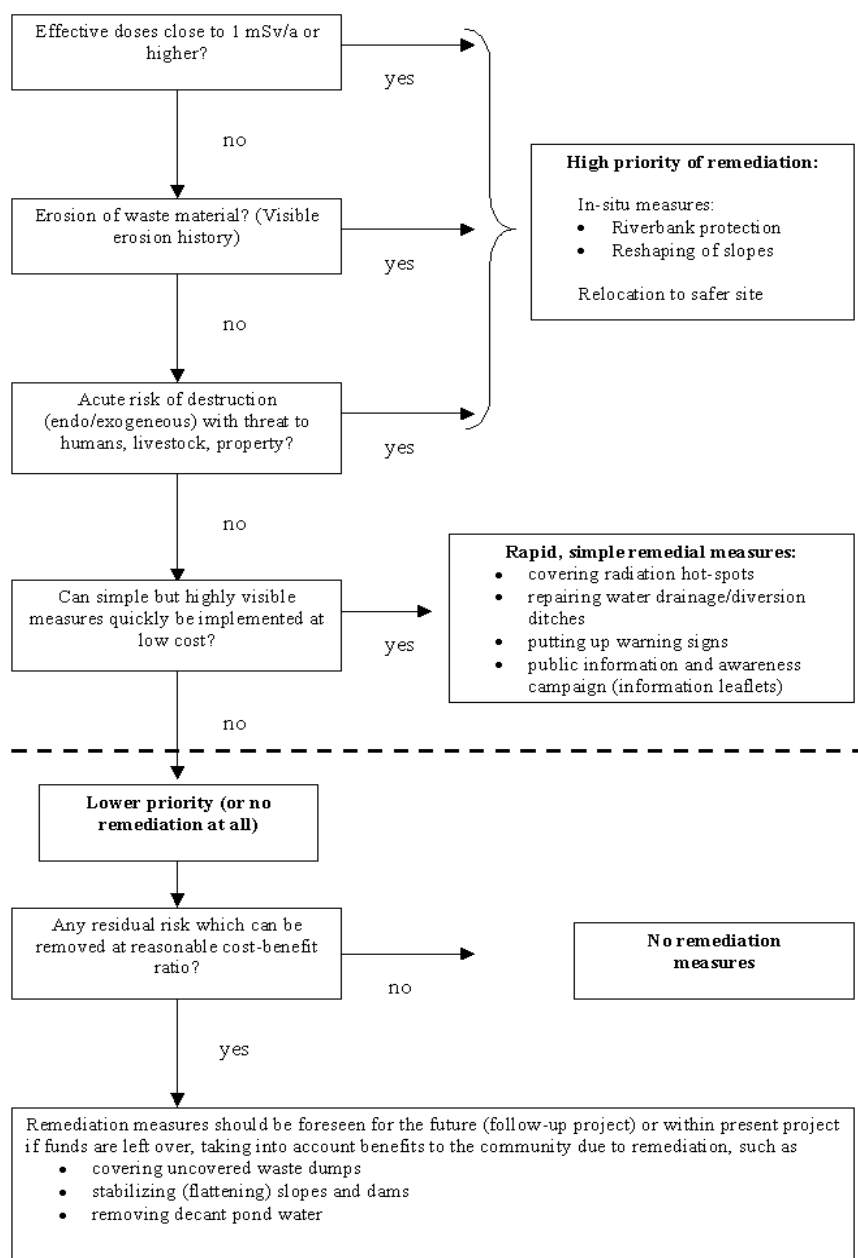 Effective doses close to 1 mSv/a or
higher?
yes
no
High priority of remediation:
In-situ measures:
• Riverbank protection
• Reshaping of slopes
Relocation to safer site
Erosion of waste material? (Visible
erosion history)
yes
no
Acute risk of destruction
(endo/exogeneous) with threat to
humans, livestock, property?
yes
no
Rapid, simple remedial measures:
• covering radiation hot-spots
• repairing water drainage/diversion
ditches
• putting up warning signs
• public information and awareness
campaign (information leaflets)
Can simple but highly visible
measures quickly be implemented at
low cost?
yes
no
Lower priority (or no
remediation at all)
Any residual risk which can be
removed at reasonable cost-benefit
ratio?
no
No remediation
measures
yes
Remediation measures should be foreseen for the future (follow-up project) or within present project
if funds are left over, taking into account benefits to the community due to remediation, such as
• covering uncovered waste dumps
• stabilizing (flattening) slopes and dams
• removing decant pond water